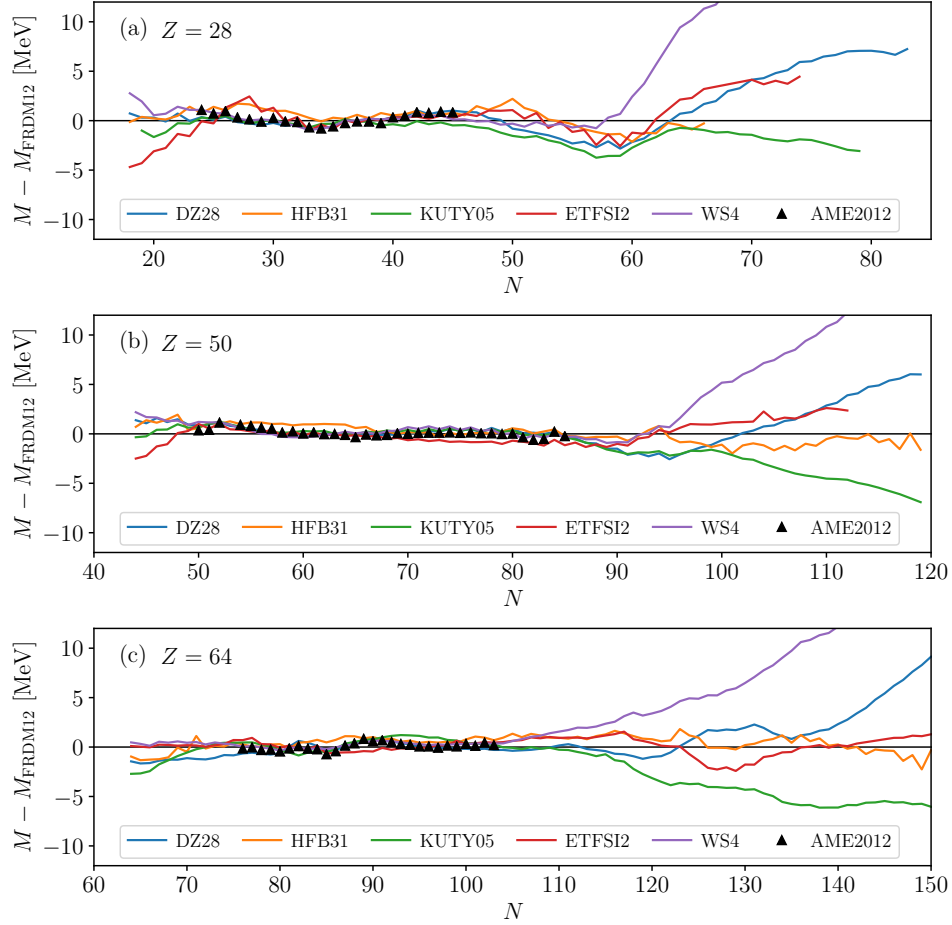 (a) Z = 28
M − M_FRDM12 [MeV]
10
5
0
−5
−10
DZ28 HFB31 KUTY05 ETFSI2 WS4 AME2012
20 30 40 50 60 70 80
N
(b) Z = 50
M − M_FRDM12 [MeV]
10
5
0
−5
−10
DZ28 HFB31 KUTY05 ETFSI2 WS4 AME2012
40 50 60 70 80 90 100 110 120
N
(c) Z = 64
M − M_FRDM12 [MeV]
10
5
0
−5
−10
DZ28 HFB31 KUTY05 ETFSI2 WS4 AME2012
60 70 80 90 100 110 120 130 140 150
N